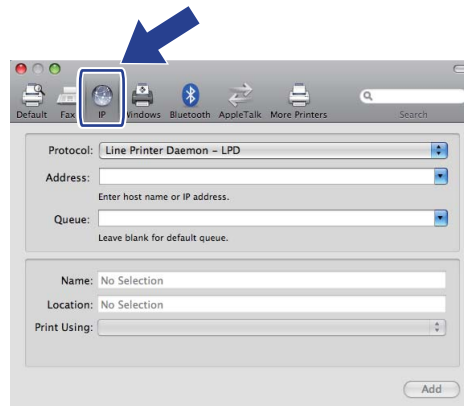 Default Fax IP Windows Bluetooth AppleTalk More Printers Search
Protocol: Line Printer Daemon – LPD
Address:
Enter host name or IP address.
Queue:
Leave blank for default queue.
Name: No Selection
Location: No Selection
Print Using:
Add